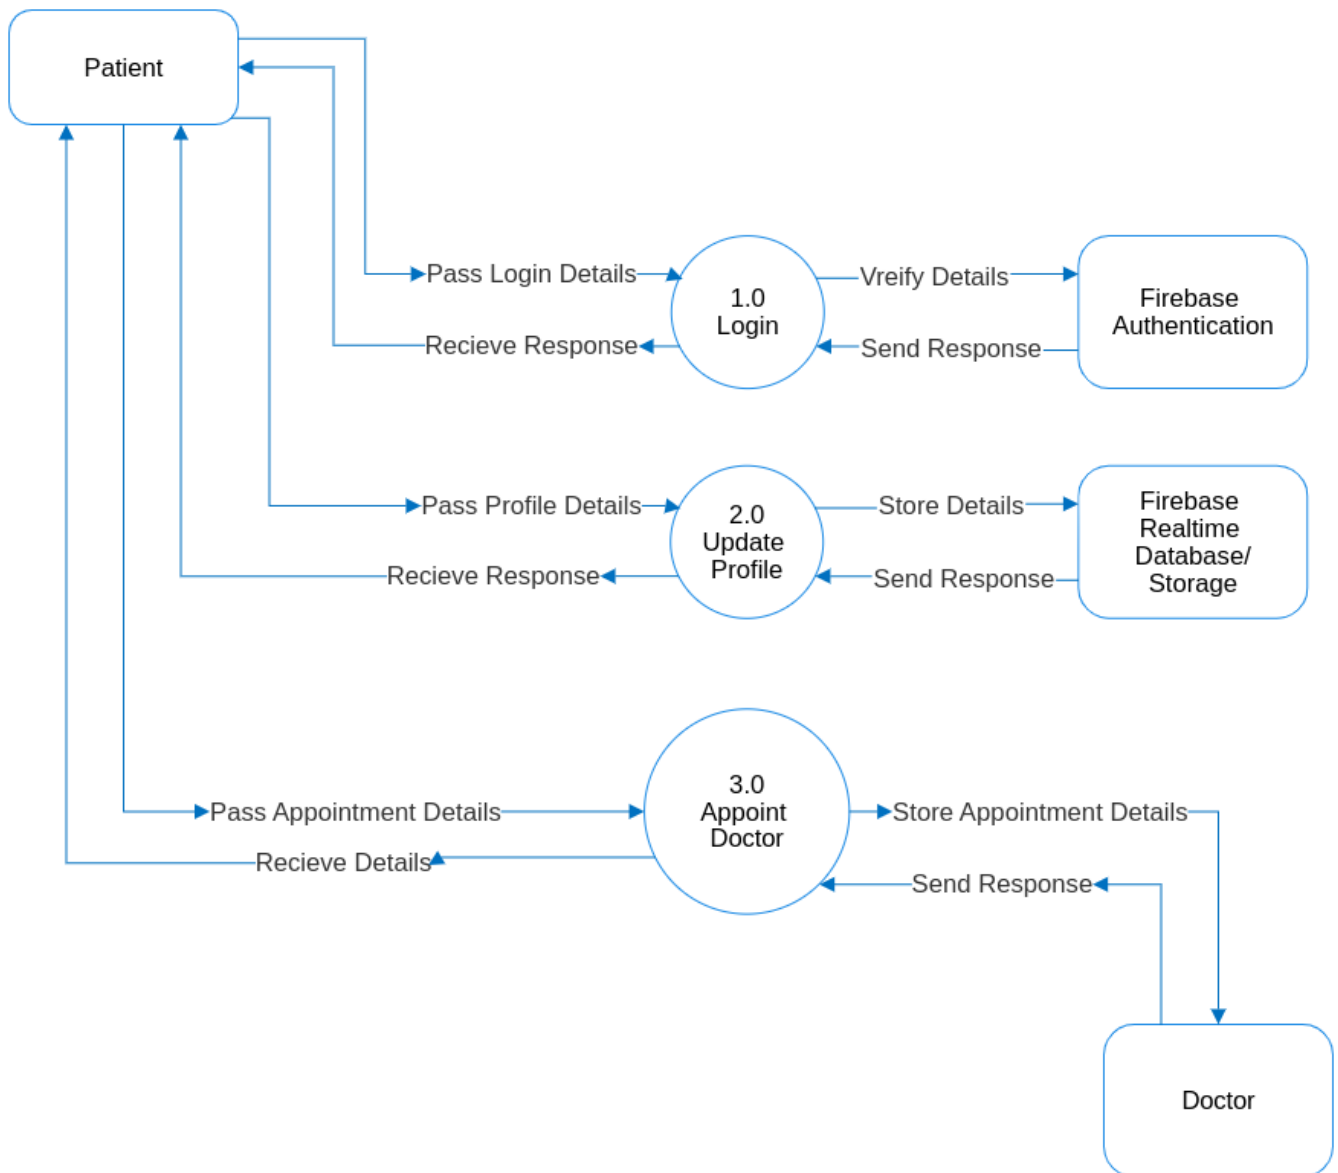 Patient
Pass Login Details
Recieve Response
1.0
Login
Vreify Details
Send Response
Firebase
Authentication
Pass Profile Details
Recieve Response
2.0
Update
Profile
Store Details
Send Response
Firebase
Realtime
Database/
Storage
Pass Appointment Details
Recieve Details
3.0
Appoint
Doctor
Store Appointment Details
Send Response
Doctor